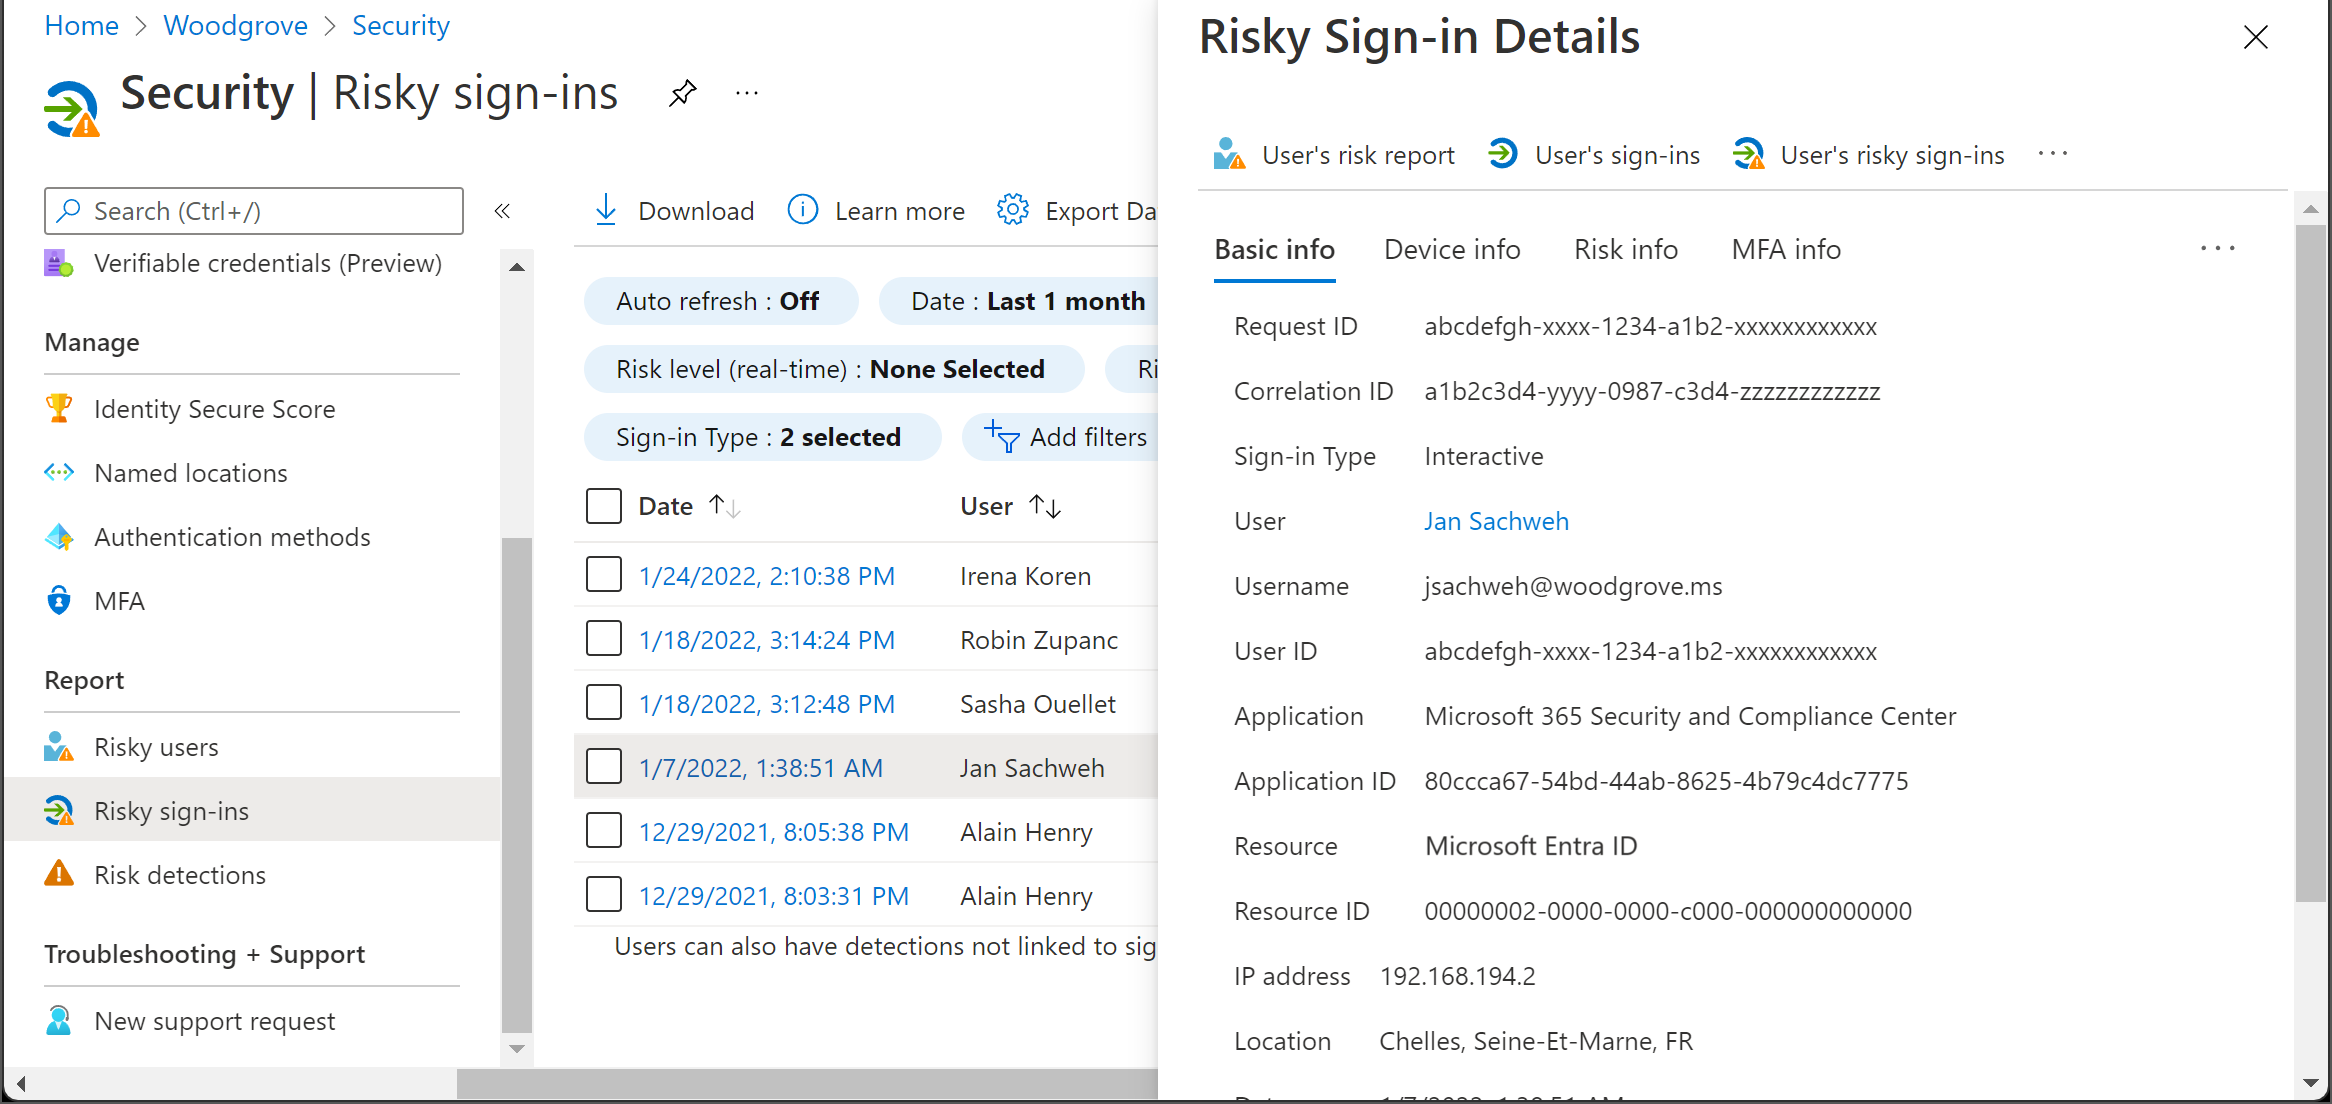 Home > Woodgrove > Security
Security | Risky sign-ins ...
Search (Ctrl+/) «
Verifiable credentials (Preview)
Manage
Identity Secure Score
Named locations
Authentication methods
MFA
Report
Risky users
Risky sign-ins
Risk detections
Troubleshooting + Support
New support request
Download Learn more Export Da
Auto refresh : Off Date : Last 1 month
Risk level (real-time) : None Selected Ri
Sign-in Type : 2 selected Add filters
Date ↑↓ User ↑↓
1/24/2022, 2:10:38 PM Irena Koren
1/18/2022, 3:14:24 PM Robin Zupanc
1/18/2022, 3:12:48 PM Sasha Ouellet
1/7/2022, 1:38:51 AM Jan Sachweh
12/29/2021, 8:05:38 PM Alain Henry
12/29/2021, 8:03:31 PM Alain Henry
Users can also have detections not linked to sig
Risky Sign-in Details
User's risk report User's sign-ins User's risky sign-ins ...
Basic info Device info Risk info MFA info ...
Request ID abcdefgh-xxxx-1234-a1b2-xxxxxxxxxxxx
Correlation ID a1b2c3d4-yyyy-0987-c3d4-zzzzzzzzzzzz
Sign-in Type Interactive
User Jan Sachweh
Username jsachweh@woodgrove.ms
User ID abcdefgh-xxxx-1234-a1b2-xxxxxxxxxxxx
Application Microsoft 365 Security and Compliance Center
Application ID 80ccca67-54bd-44ab-8625-4b79c4dc7775
Resource Microsoft Entra ID
Resource ID 00000002-0000-0000-c000-000000000000
IP address 192.168.194.2
Location Chelles, Seine-Et-Marne, FR